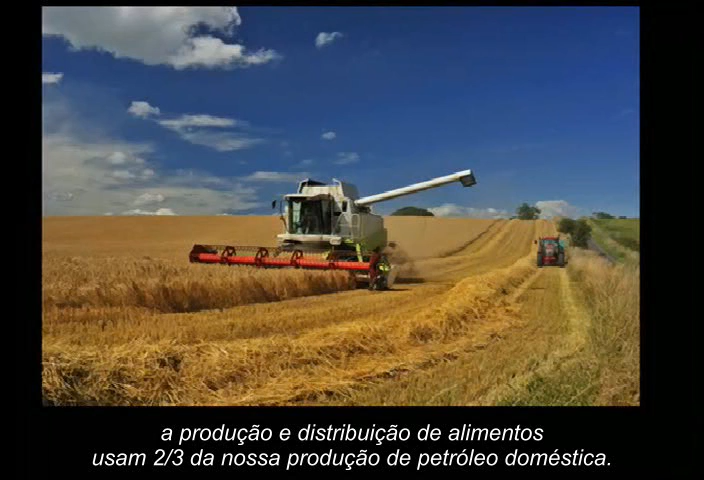 a produção e distribuição de alimentos
usam 2/3 da nossa produção de petróleo doméstica.